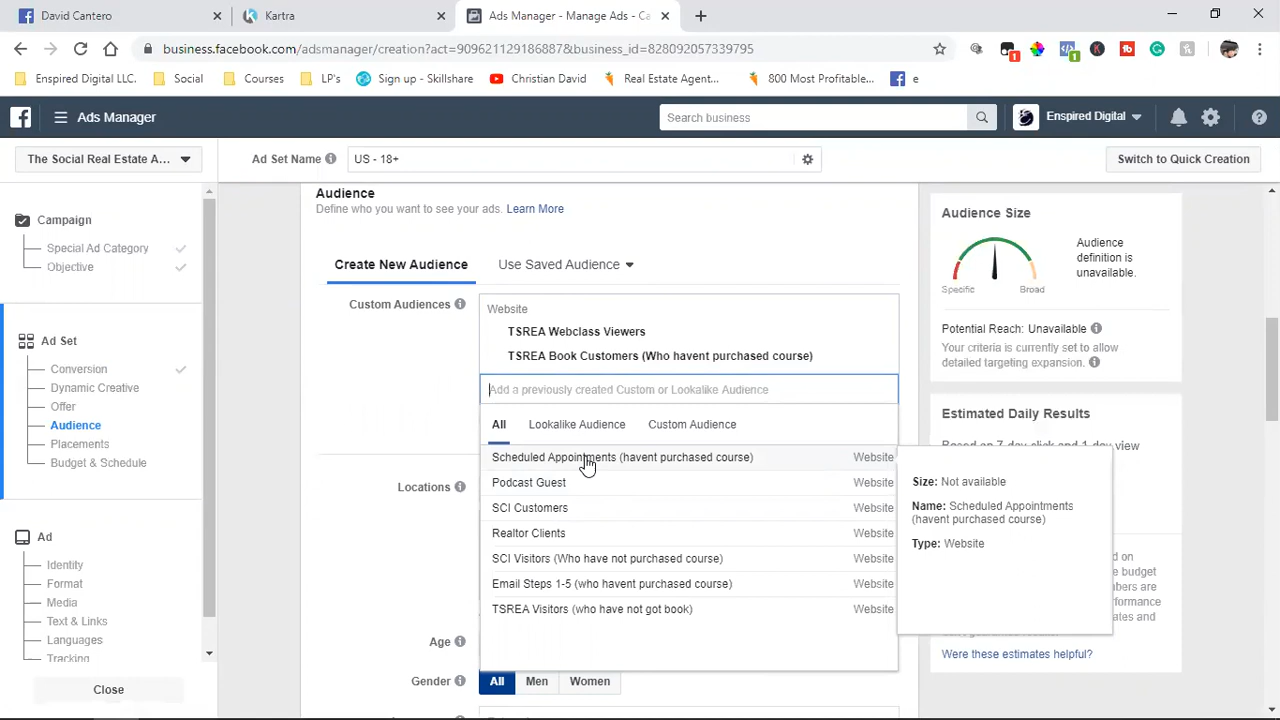 David Cantero
Kartra
Ads Manager - Manage Ads - Ca
business.facebook.com/adsmanager/creation?act=909621129186887&business_id=828092057339795
1
1
Enspired Digital LLC.
Social
Courses
LP's
Sign up - Skillshare
Christian David
Real Estate Agent...
800 Most Profitable...
e
Ads Manager
Search business
Enspired Digital
The Social Real Estate A...
Ad Set Name
US - 18+
Switch to Quick Creation
Campaign
Special Ad Category
Objective
Ad Set
Conversion
Dynamic Creative
Offer
Audience
Placements
Budget & Schedule
Ad
Identity
Format
Media
Text & Links
Languages
Tracking
Close
Audience
Define who you want to see your ads. Learn More
Create New Audience
Use Saved Audience
Custom Audiences
Website
TSREA Webclass Viewers
TSREA Book Customers (Who havent purchased course)
Add a previously created Custom or Lookalike Audience
All
Lookalike Audience
Custom Audience
Scheduled Appointments (havent purchased course) Website
Podcast Guest Website
SCI Customers Website
Realtor Clients Website
SCI Visitors (Who have not purchased course) Website
Email Steps 1-5 (who havent purchased course) Website
TSREA Visitors (who have not got book) Website
Locations
Age
Gender
All
Men
Women
Audience Size
Specific
Broad
Audience
definition is
unavailable.
Potential Reach: Unavailable
Your criteria is currently set to allow
detailed targeting expansion.
Estimated Daily Results
Based on 7-day click and 1-day view
Size: Not available
Name: Scheduled Appointments
(havent purchased course)
Type: Website
d on
e budget
mbers are
erformance
ates and
Were these estimates helpful?